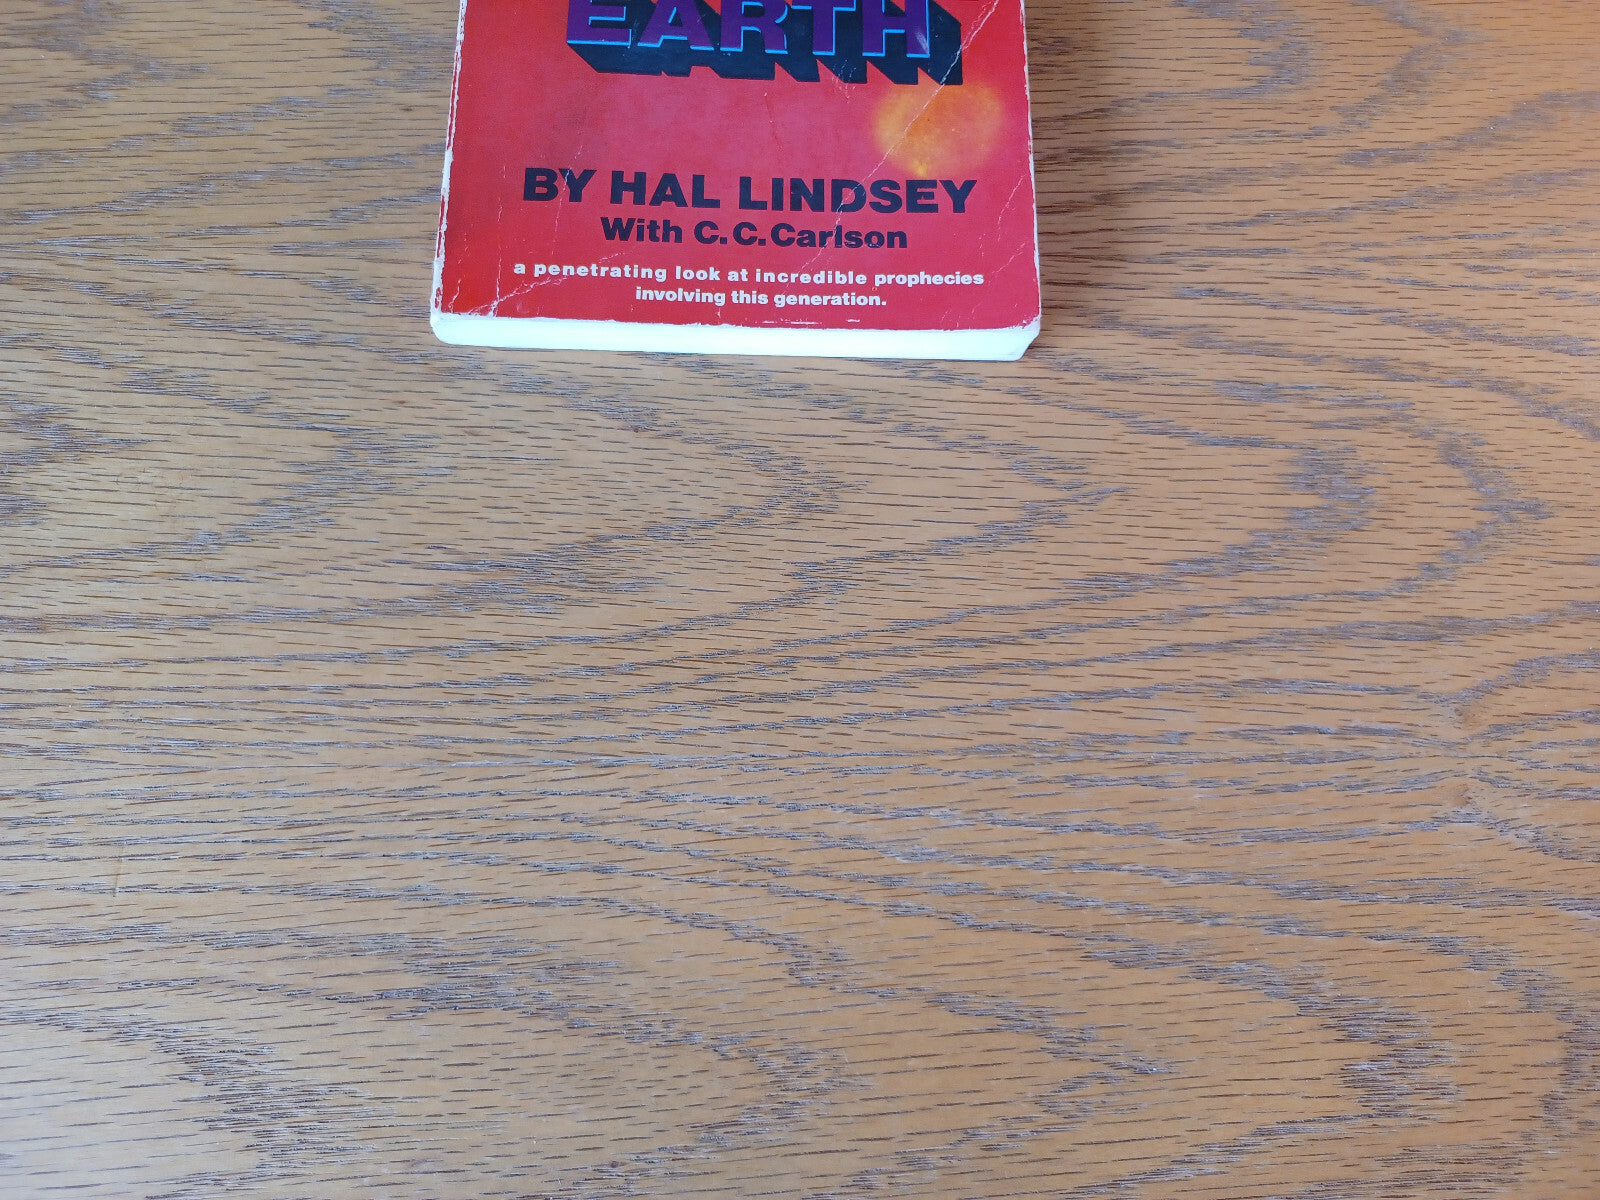 EARTH
BY HAL LINDSEY
With C. C. Carlson
a penetrating look at incredible prophecies
involving this generation.